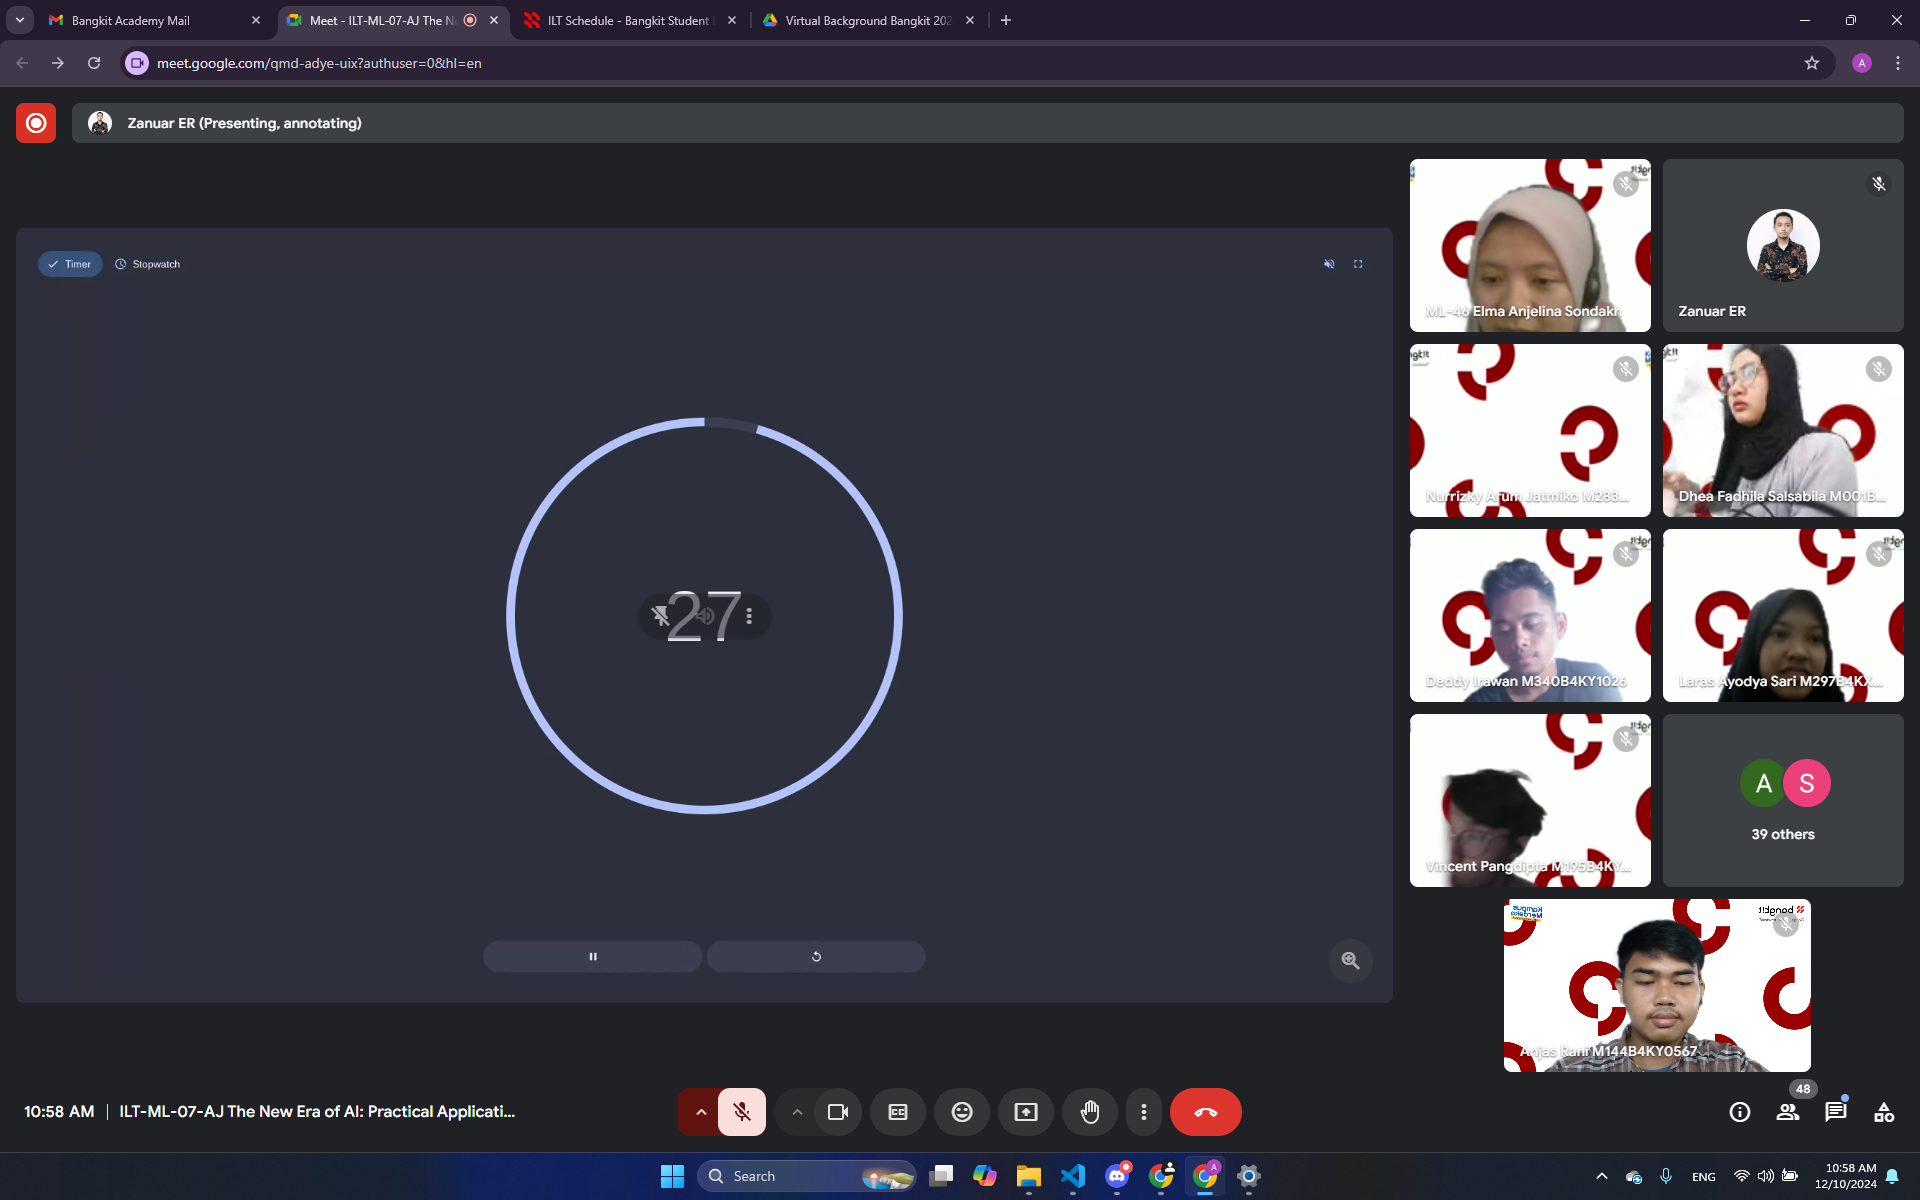 Bangkit Academy Mail
Meet - ILT-ML-07-AJ The Ne
ILT Schedule - Bangkit Student
Virtual Background Bangkit 202
meet.google.com/qmd-adye-uix?authuser=0&hl=en
A
Zanuar ER (Presenting, annotating)
Timer
Stopwatch
27
ML-46 Elma Anjelina Sondakh
Zanuar ER
Nurrizky Arum Jatmiko M283...
Dhea Fadhila Salsabila M001B...
Deddy Irawan M340B4KY1026
Laras Ayodya Sari M297B4KX...
Vincent Pangdipta M195B4KY...
A S
39 others
Kampus Merdeka
bangkit
Anjas Rani M144B4KY0567
10:58 AM
ILT-ML-07-AJ The New Era of AI: Practical Applicati...
48
Search
A
ENG
10:58 AM
12/10/2024